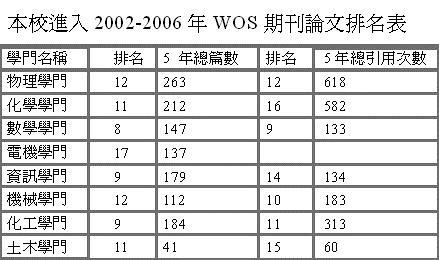 本校進入 2002-2006 年 WOS 期刊論文排名表
學門名稱 排名 5 年總篇數 排名 5 年總引用次數
物理學門 12 263 12 618
化學學門 11 212 16 582
數學學門 8 147 9 133
電機學門 17 137
資訊學門 9 179 14 134
機械學門 12 112 10 183
化工學門 9 184 11 313
土木學門 11 41 15 60